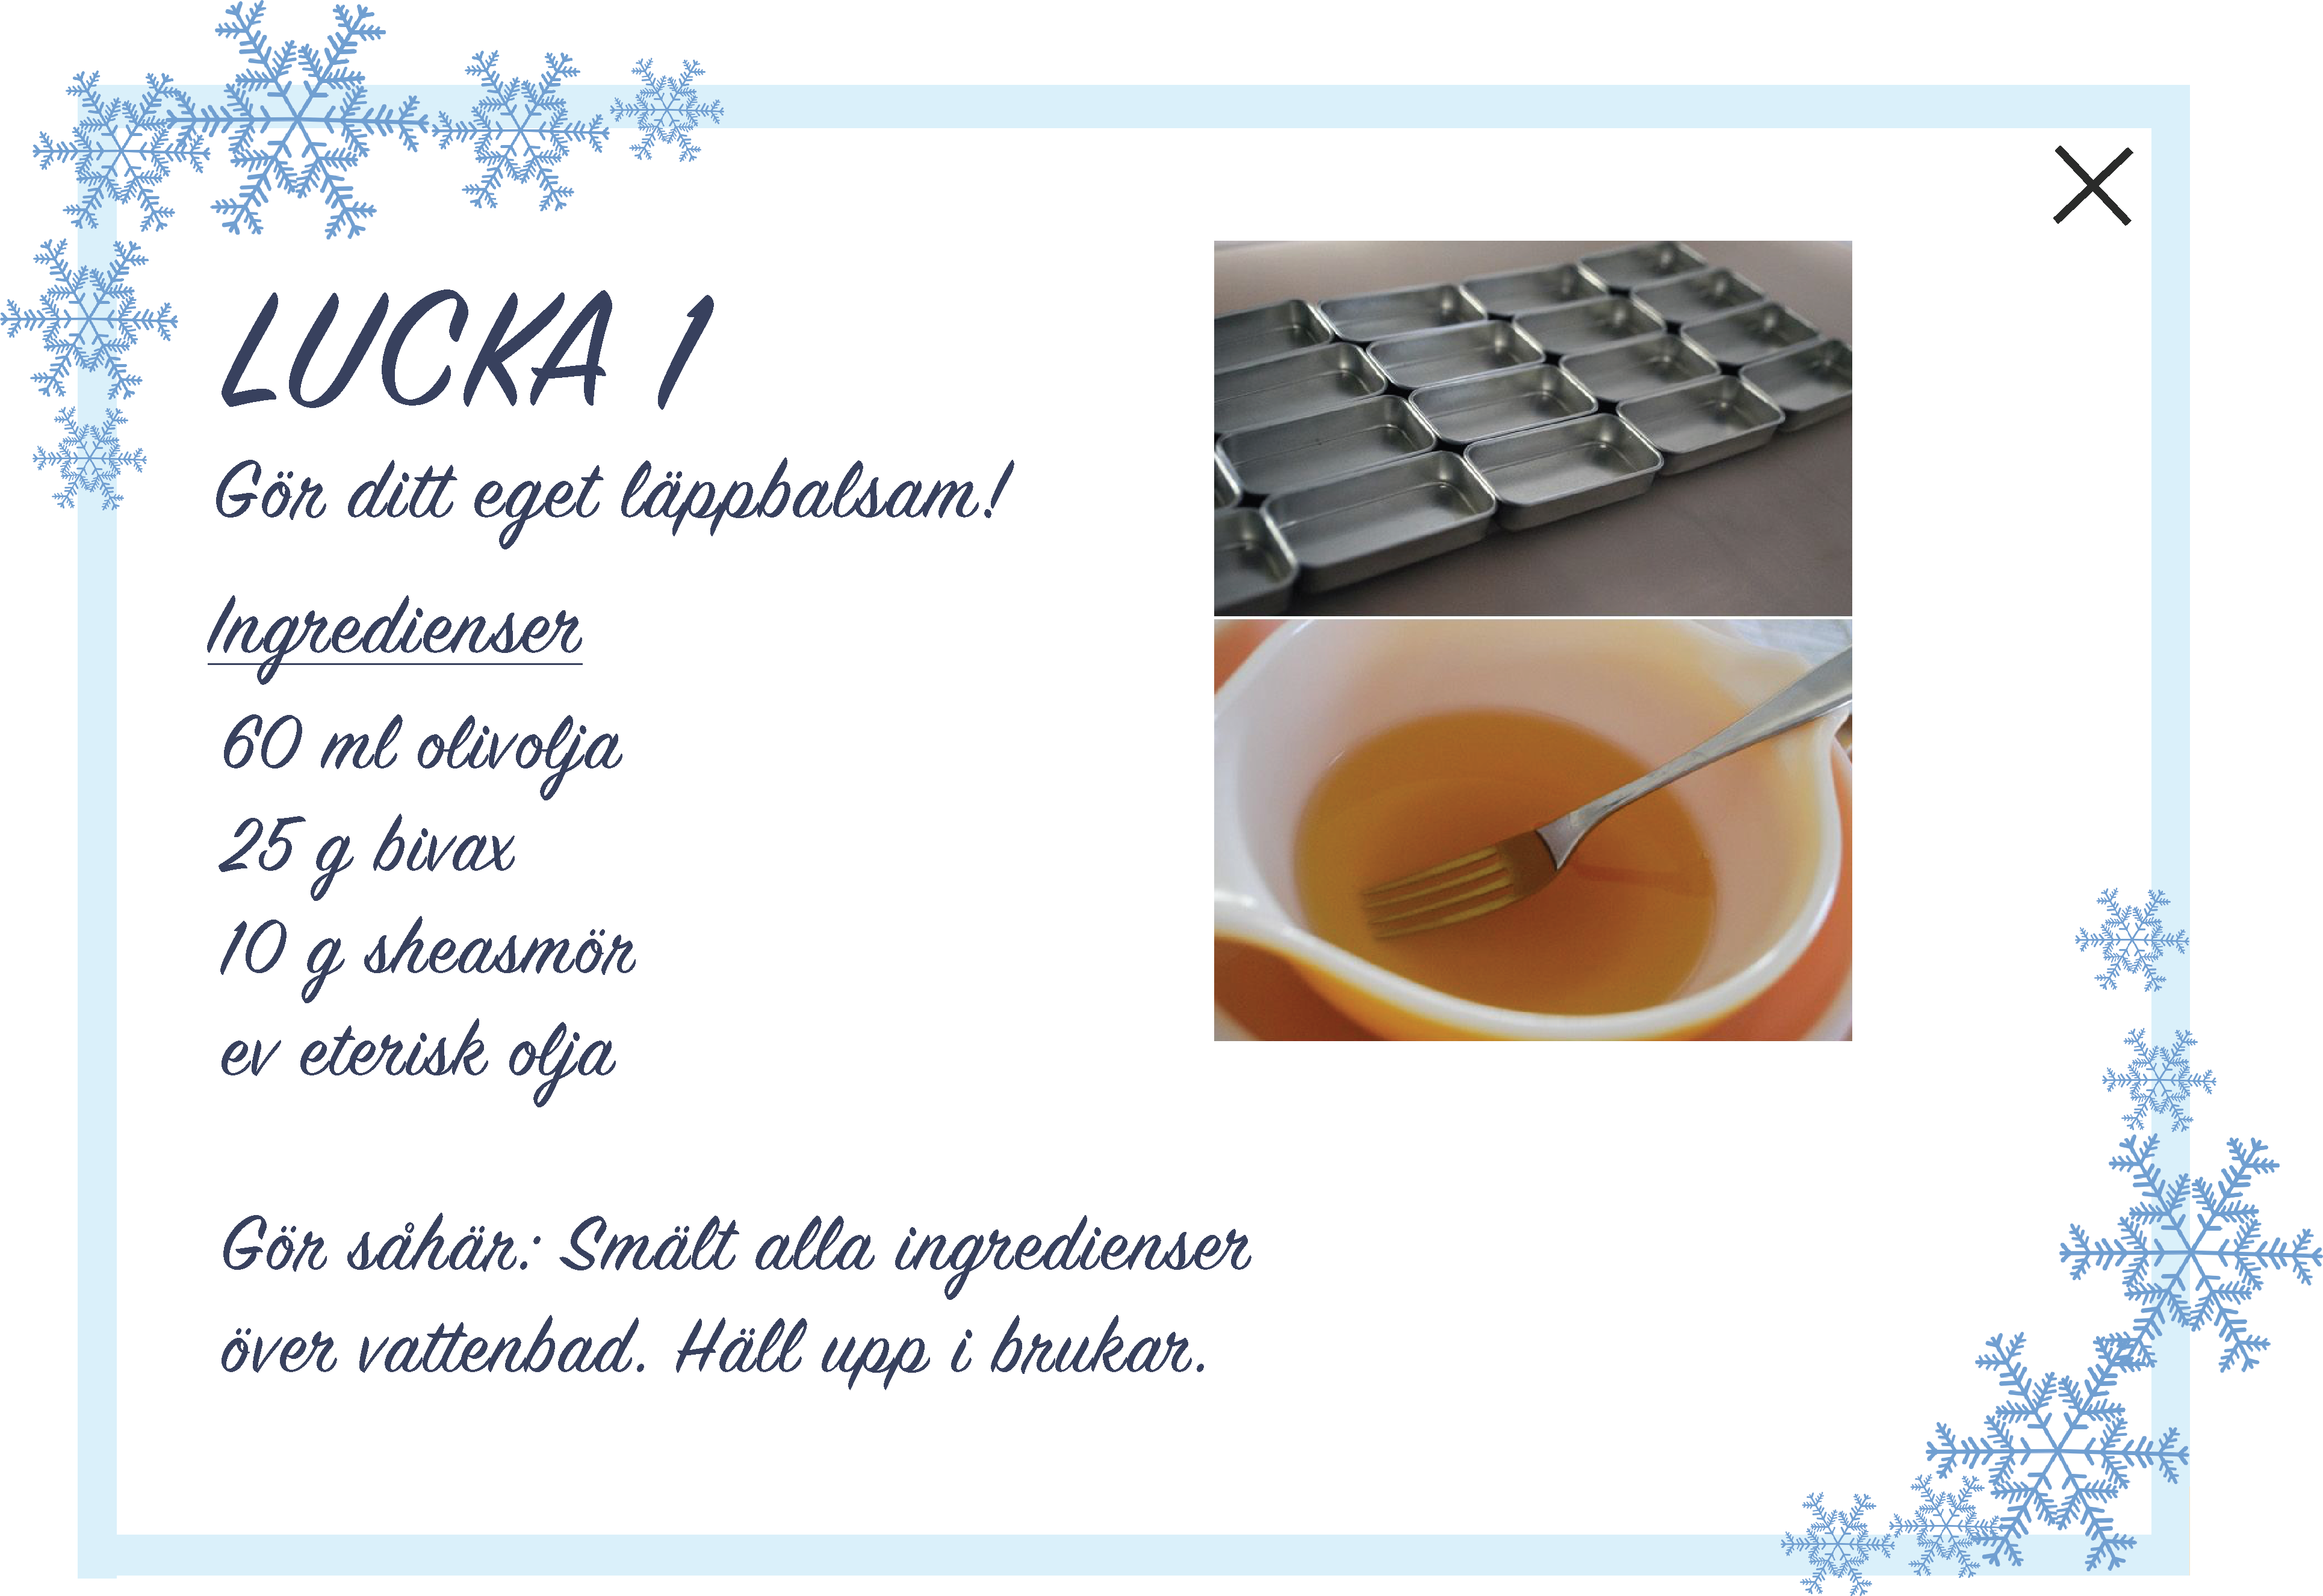 LUCKA 1
Gör ditt eget läppbalsam!
Ingredienser
60 ml olivolja
25 g bivax
10 g sheasmör
ev eterisk olja
Gör såhär: Smält alla ingredienser
över vattenbad. Häll upp i brukar.